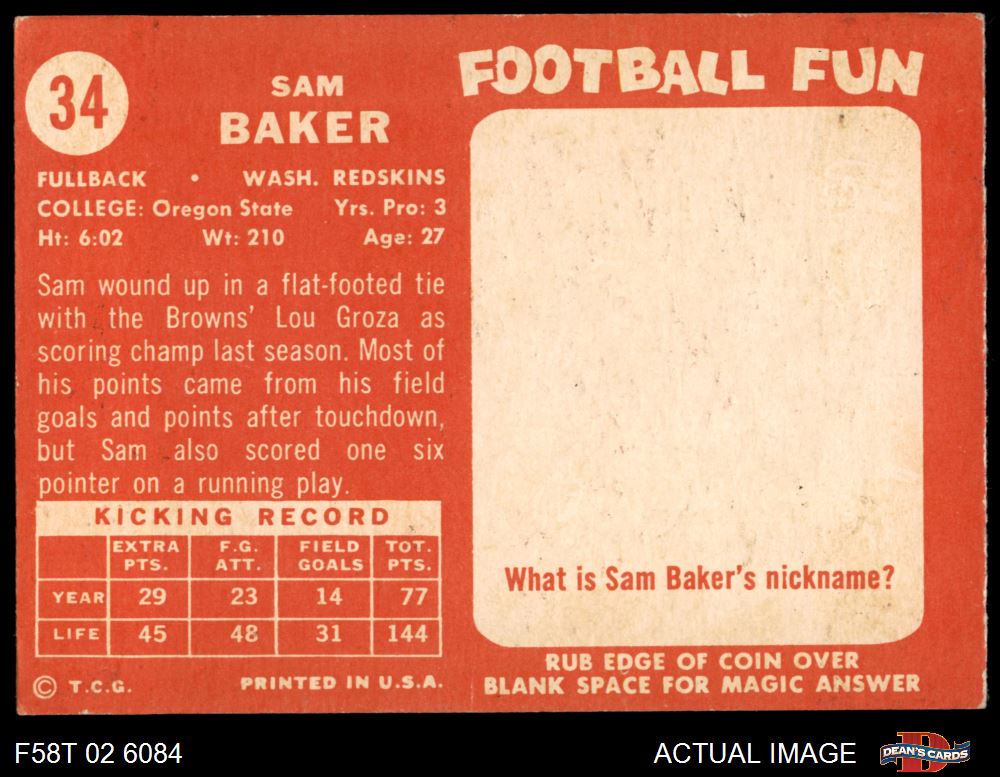 34
SAM
BAKER
FULLBACK • WASH. REDSKINS
COLLEGE: Oregon State Yrs. Pro: 3
Ht: 6:02 Wt: 210 Age: 27
Sam wound up in a flat-footed tie
with the Browns' Lou Groza as
scoring champ last season. Most of
his points came from his field
goals and points after touchdown,
but Sam also scored one six
pointer on a running play.
KICKING RECORD
EXTRA PTS. F.G. ATT. FIELD GOALS TOT. PTS.
YEAR 29 23 14 77
LIFE 45 48 31 144
© T.C.G. PRINTED IN U.S.A.
FOOTBALL FUN
What is Sam Baker's nickname?
RUB EDGE OF COIN OVER
BLANK SPACE FOR MAGIC ANSWER
F58T 02 6084 ACTUAL IMAGE D DEAN'S CARDS